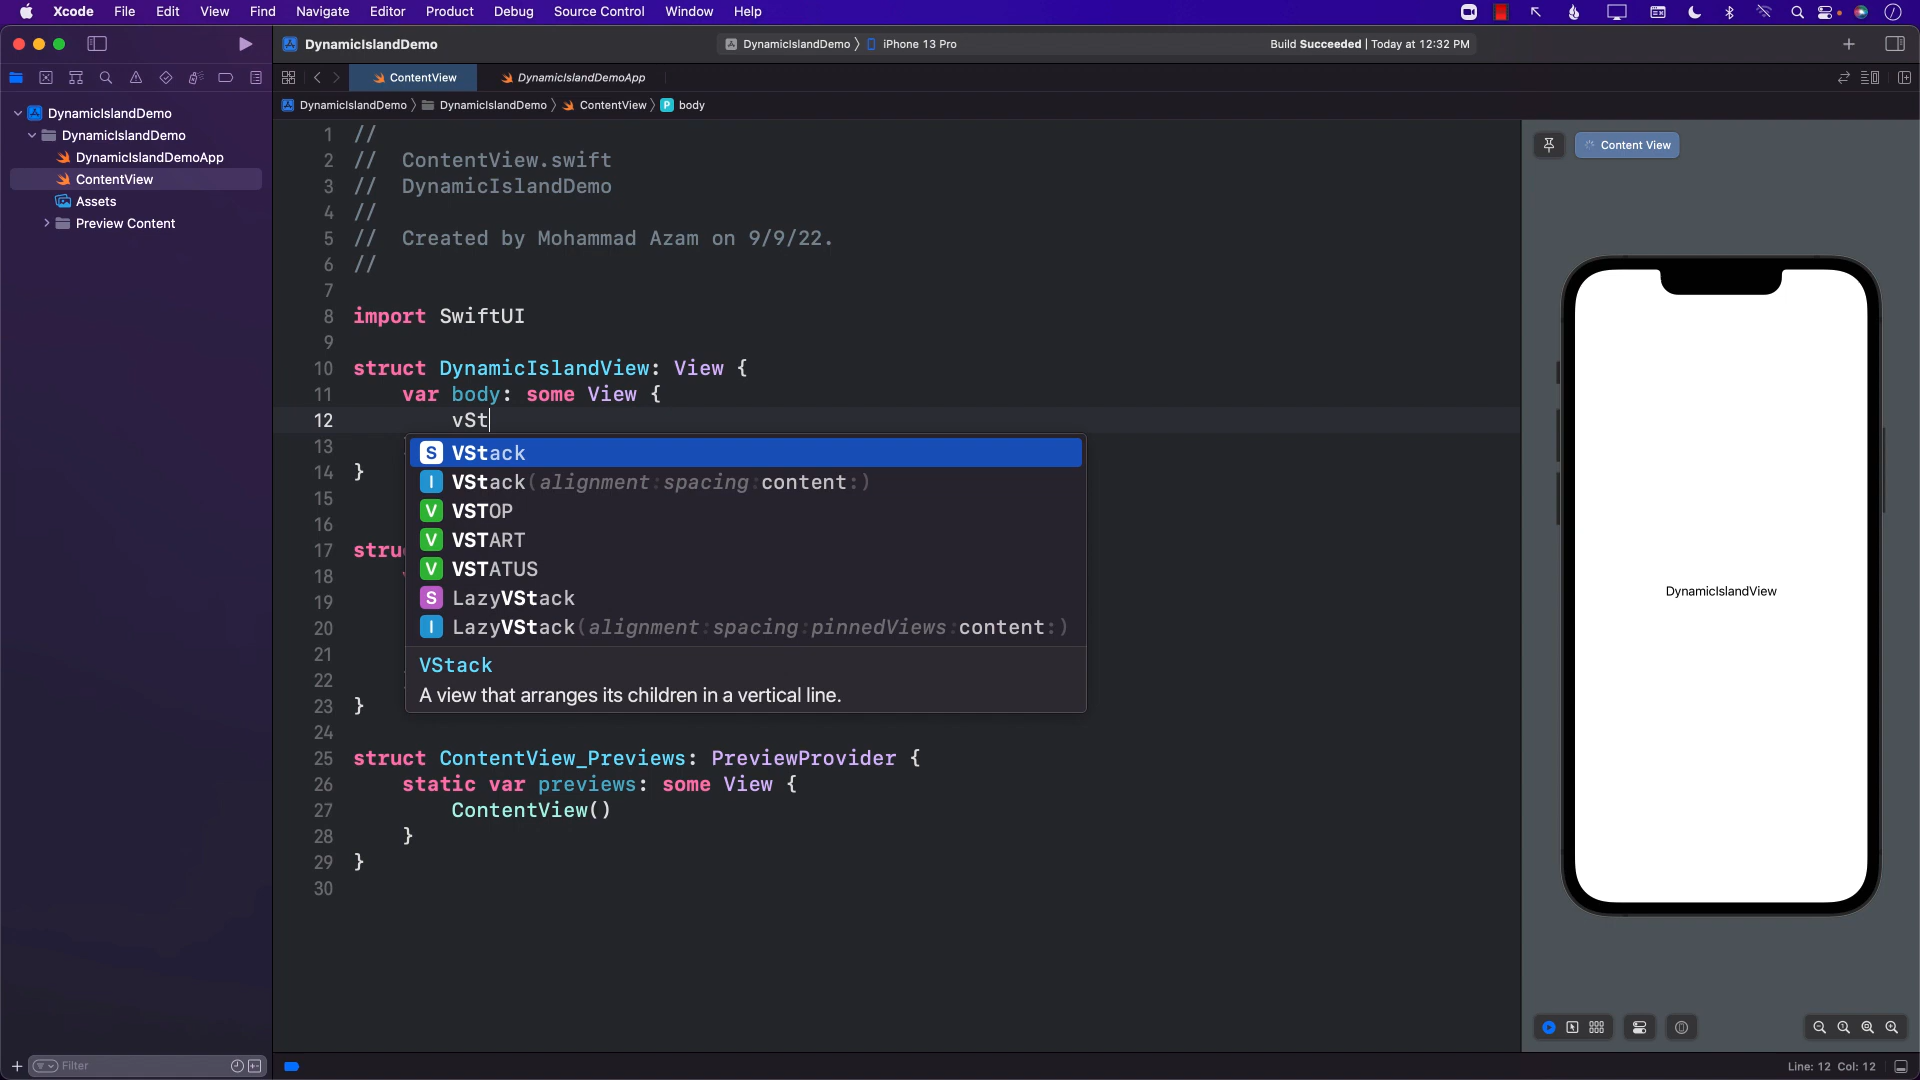 Xcode File Edit View Find Navigate Editor Product Debug Source Control Window Help
DynamicIslandDemo
DynamicIslandDemo 〉 iPhone 13 Pro
Build Succeeded | Today at 12:32 PM
ContentView
DynamicIslandDemoApp
DynamicIslandDemo 〉 DynamicIslandDemo 〉 ContentView 〉 P body
DynamicIslandDemo
DynamicIslandDemo
DynamicIslandDemoApp
ContentView
Assets
Preview Content
1 //
2 //  ContentView.swift
3 //  DynamicIslandDemo
4 //
5 //  Created by Mohammad Azam on 9/9/22.
6 //
7
8 import SwiftUI
9
10 struct DynamicIslandView: View {
11     var body: some View {
12         vSt
13
14 }
15
16
17 stru
18
19
20
21
22
23 }
24
25 struct ContentView_Previews: PreviewProvider {
26     static var previews: some View {
27         ContentView()
28     }
29 }
30
S VStack
I VStack(alignment:spacing:content:)
V VSTOP
V VSTART
V VSTATUS
S LazyVStack
I LazyVStack(alignment:spacing:pinnedViews:content:)
VStack
A view that arranges its children in a vertical line.
Content View
DynamicIslandView
Filter
Line: 12 Col: 12